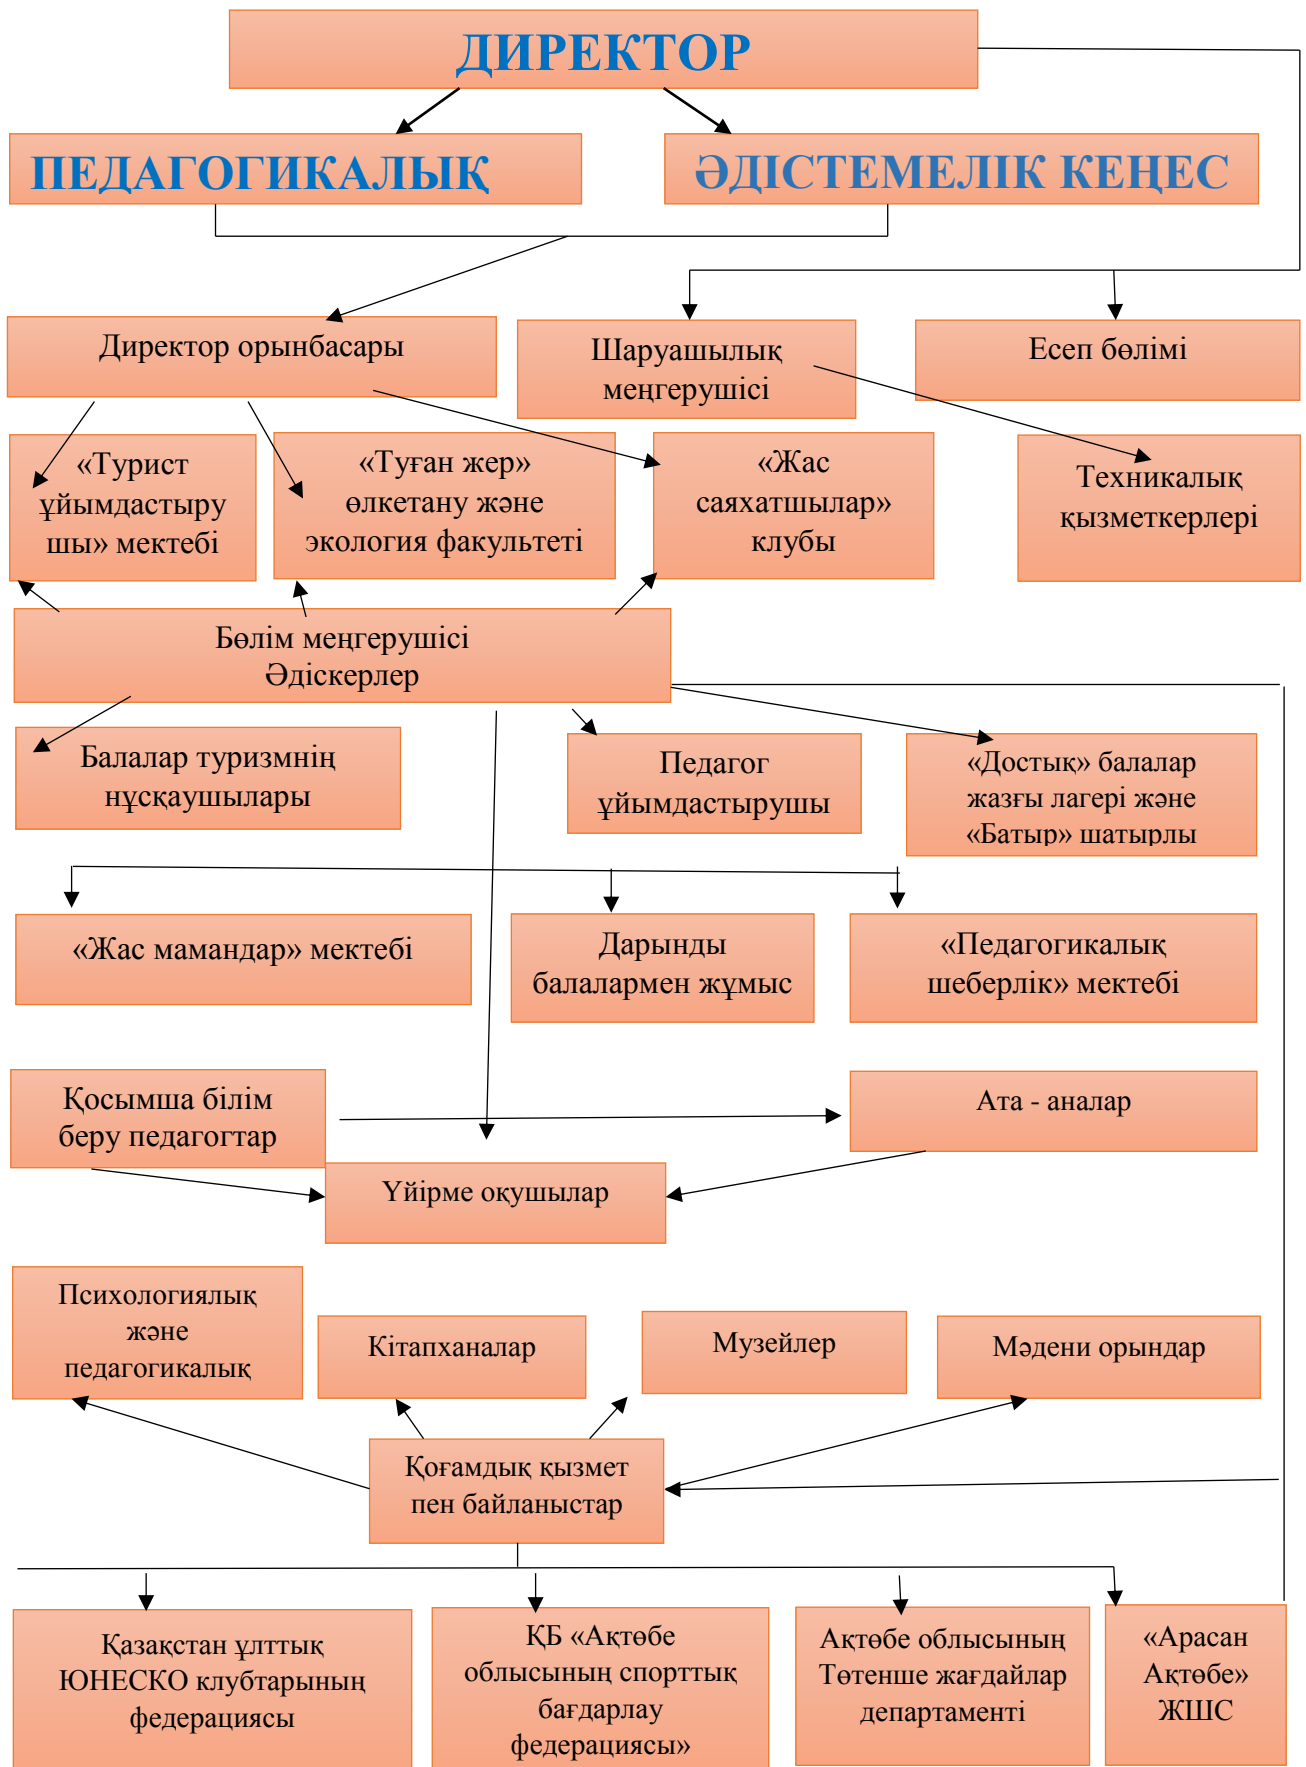 ДИРЕКТОР
ПЕДАГОГИКАЛЫҚ
ӘДІСТЕМЕЛІК КЕҢЕС
Директор орынбасары
Шаруашылық
меңгерушісі
Есеп бөлімі
«Турист
ұйымдастыру
шы» мектебі
«Туған жер»
өлкетану және
экология факультеті
«Жас
саяхатшылар»
клубы
Техникалық
қызметкерлері
Бөлім меңгерушісі
Әдіскерлер
Балалар туризмнің
нұсқаушылары
Педагог
ұйымдастырушы
«Достық» балалар
жазғы лагері және
«Батыр» шатырлы
«Жас мамандар» мектебі
Дарынды
балалармен жұмыс
«Педагогикалық
шеберлік» мектебі
Қосымша білім
беру педагогтар
Ата - аналар
Үйірме оқушылар
Психологиялық
және
педагогикалық
Кітапханалар
Музейлер
Мәдени орындар
Қоғамдық қызмет
пен байланыстар
Қазақстан ұлттық
ЮНЕСКО клубтарының
федерациясы
ҚБ «Ақтөбе
облысының спорттық
бағдарлау
федерациясы»
Ақтөбе облысының
Төтенше жағдайлар
департаменті
«Арасан
Ақтөбе»
ЖШС